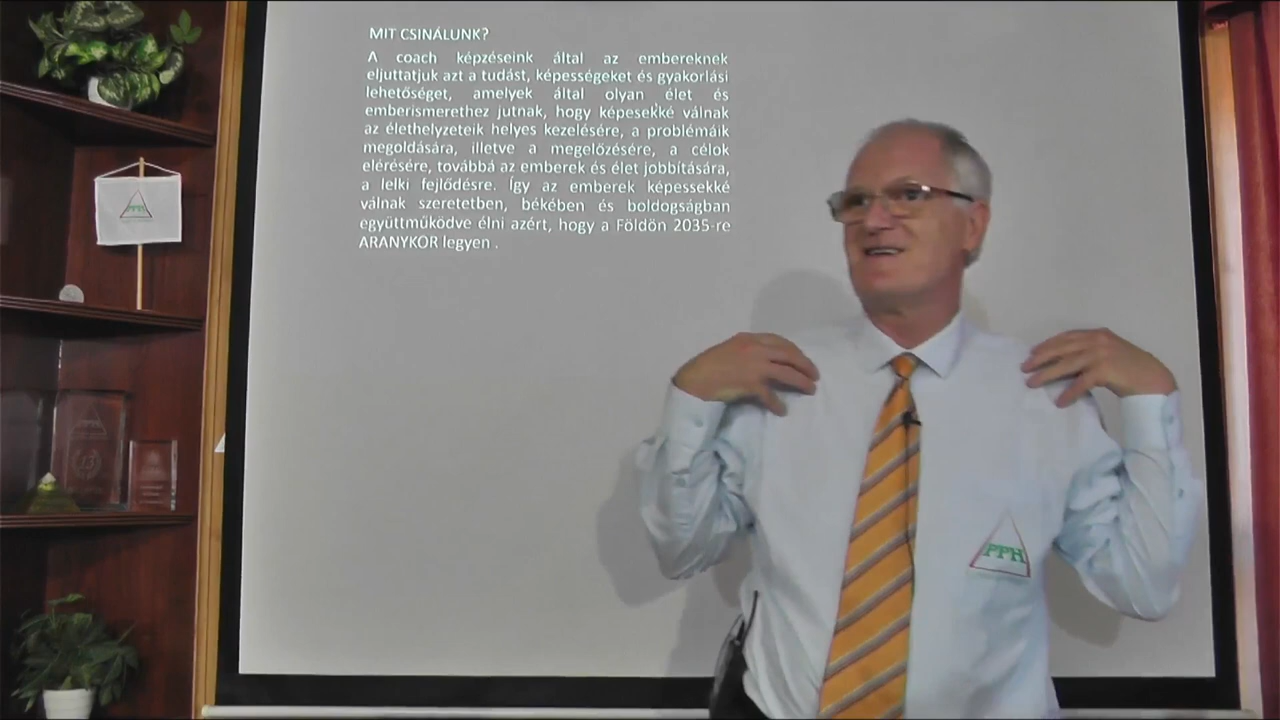 MIT CSINÁLUNK?
A coach képzéseink által az embereknek
eljuttatjuk azt a tudást, képességeket és gyakorlási
lehetőséget, amelyek által olyan élet és
emberismerethez jutnak, hogy képesekké válnak
az élethelyzeteik helyes kezelésére, a problémáik
megoldására, illetve a megelőzésére, a célok
elérésére, továbbá az emberek és élet jobbítására,
a lelki fejlődésre. Így az emberek képessekké
válnak szeretetben, békében és boldogságban
együttműködve élni azért, hogy a Földön 2035-re
ARANYKOR legyen .
PPH
PPH